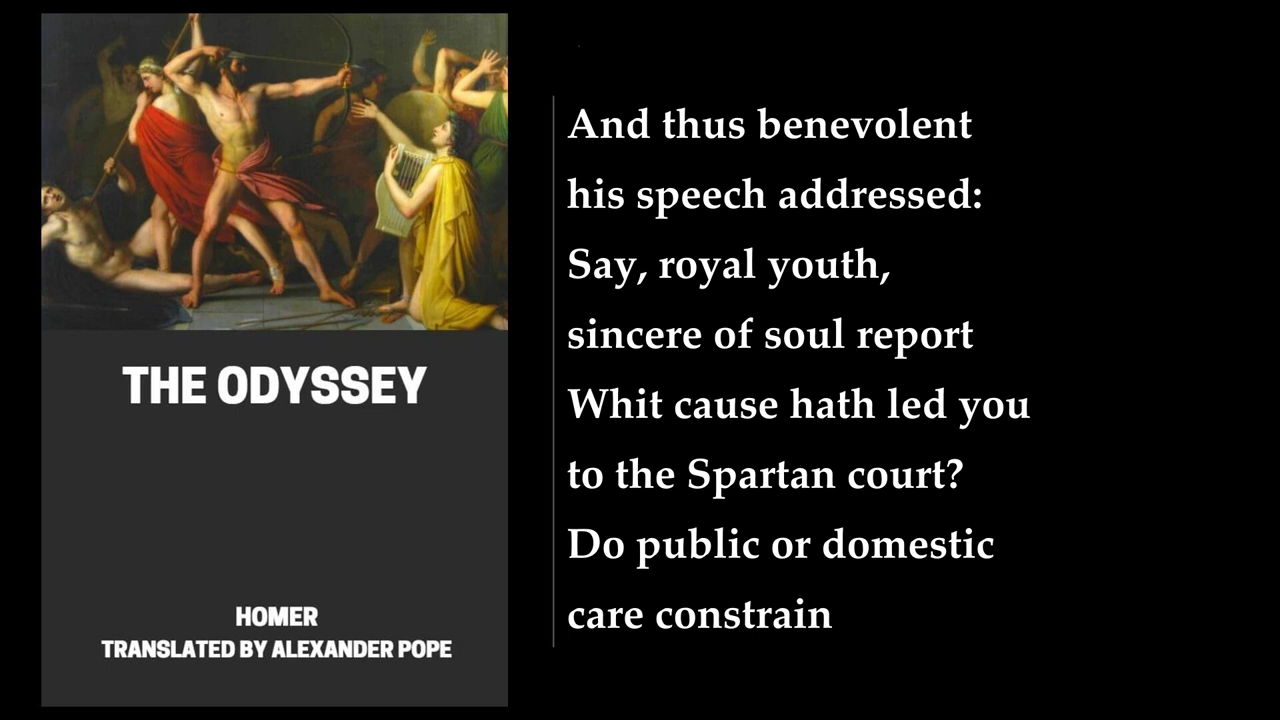 THE ODYSSEY
HOMER
TRANSLATED BY ALEXANDER POPE
And thus benevolent
his speech addressed:
Say, royal youth,
sincere of soul report
Whit cause hath led you
to the Spartan court?
Do public or domestic
care constrain